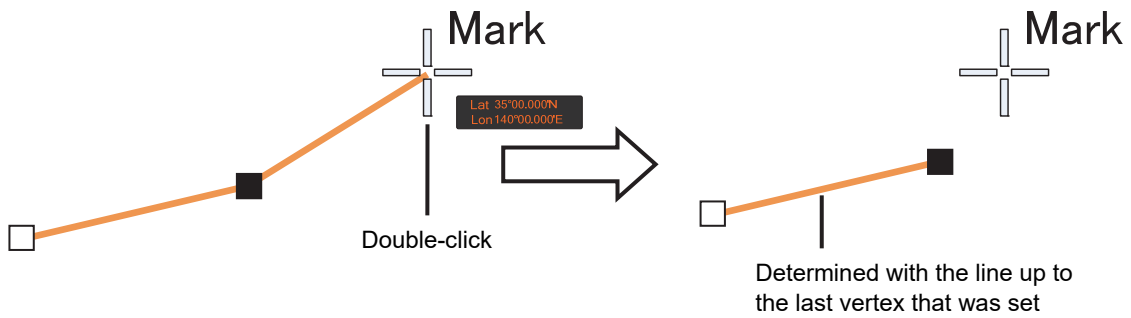 Mark
Lat 35°00.000'N
Lon 140°00.000'E
Double-click
Mark
Determined with the line up to
the last vertex that was set